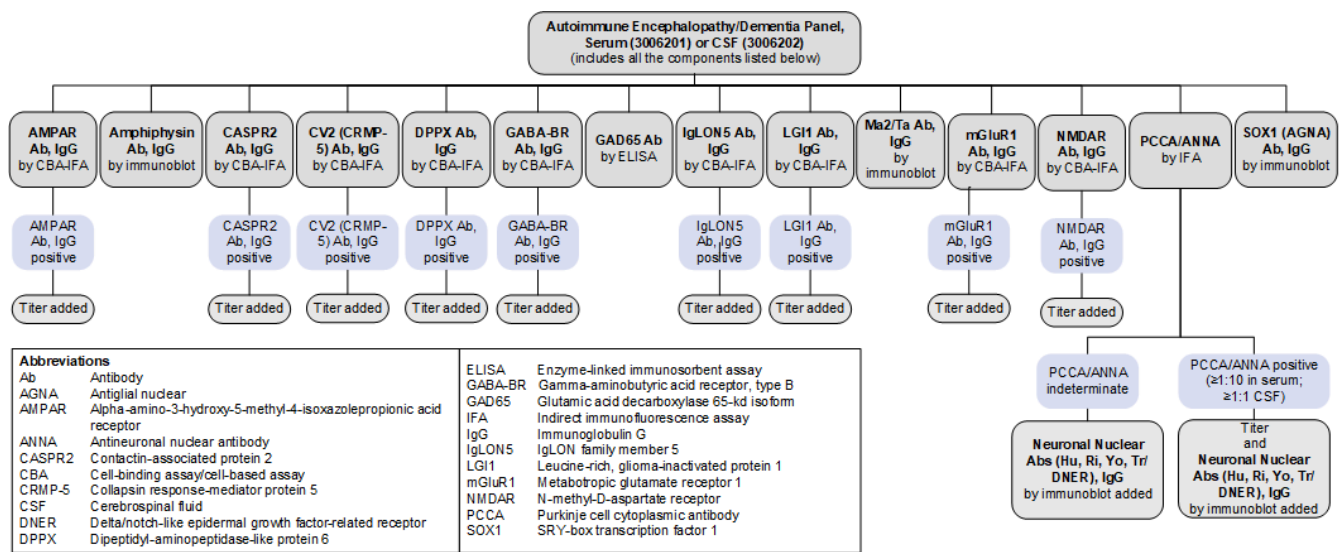 Autoimmune Encephalopathy/Dementia Panel,
Serum (3006201) or CSF (3006202)
(includes all the components listed below)
AMPAR
Ab, IgG
by CBA-IFA
Amphiphysin
Ab, IgG
by immunoblot
CASPR2
Ab, IgG
by CBA-IFA
CV2 (CRMP-
5) Ab, IgG
by CBA-IFA
DPPX Ab,
IgG
by CBA-IFA
GABA-BR
Ab, IgG
by CBA-IFA
GAD65 Ab
by ELISA
IgLON5
Ab, IgG
by CBA-IFA
LGI1 Ab,
IgG
by CBA-IFA
Ma2/Ta Ab,
IgG
by
immunoblot
mGluR1
Ab, IgG
by CBA-IFA
NMDAR
Ab, IgG
by CBA-IFA
PCCA/ANNA
by IFA
SOX1 (AGNA)
Ab, IgG
by immunoblot
AMPAR
Ab, IgG
positive
CASPR2
Ab, IgG
positive
CV2 (CRMP-
5) Ab, IgG
positive
DPPX Ab,
IgG
positive
GABA-BR
Ab, IgG
positive
IgLON5
Ab, IgG
positive
LGI1 Ab,
IgG
positive
mGluR1
Ab, IgG
positive
NMDAR
Ab, IgG
positive
Titer added
Titer added
Titer added
Titer added
Titer added
Titer added
Titer added
Titer added
Titer added
PCCA/ANNA
indeterminate
PCCA/ANNA positive
(≥1:10 in serum;
≥1:1 CSF)
Neuronal Nuclear
Abs (Hu, Ri, Yo, Tr/
DNER), IgG
by immunoblot added
Titer
and
Neuronal Nuclear
Abs (Hu, Ri, Yo, Tr/
DNER), IgG
by immunoblot added
Abbreviations
Ab Antibody
AGNA Antiglial nuclear
AMPAR Alpha-amino-3-hydroxy-5-methyl-4-isoxazolepropionic acid
receptor
ANNA Antineuronal nuclear antibody
CASPR2 Contactin-associated protein 2
CBA Cell-binding assay/cell-based assay
CRMP-5 Collapsin response-mediator protein 5
CSF Cerebrospinal fluid
DNER Delta/notch-like epidermal growth factor-related receptor
DPPX Dipeptidyl-aminopeptidase-like protein 6
ELISA Enzyme-linked immunosorbent assay
GABA-BR Gamma-aminobutyric acid receptor, type B
GAD65 Glutamic acid decarboxylase 65-kd isoform
IFA Indirect immunofluorescence assay
IgG Immunoglobulin G
IgLON5 IgLON family member 5
LGI1 Leucine-rich, glioma-inactivated protein 1
mGluR1 Metabotropic glutamate receptor 1
NMDAR N-methyl-D-aspartate receptor
PCCA Purkinje cell cytoplasmic antibody
SOX1 SRY-box transcription factor 1